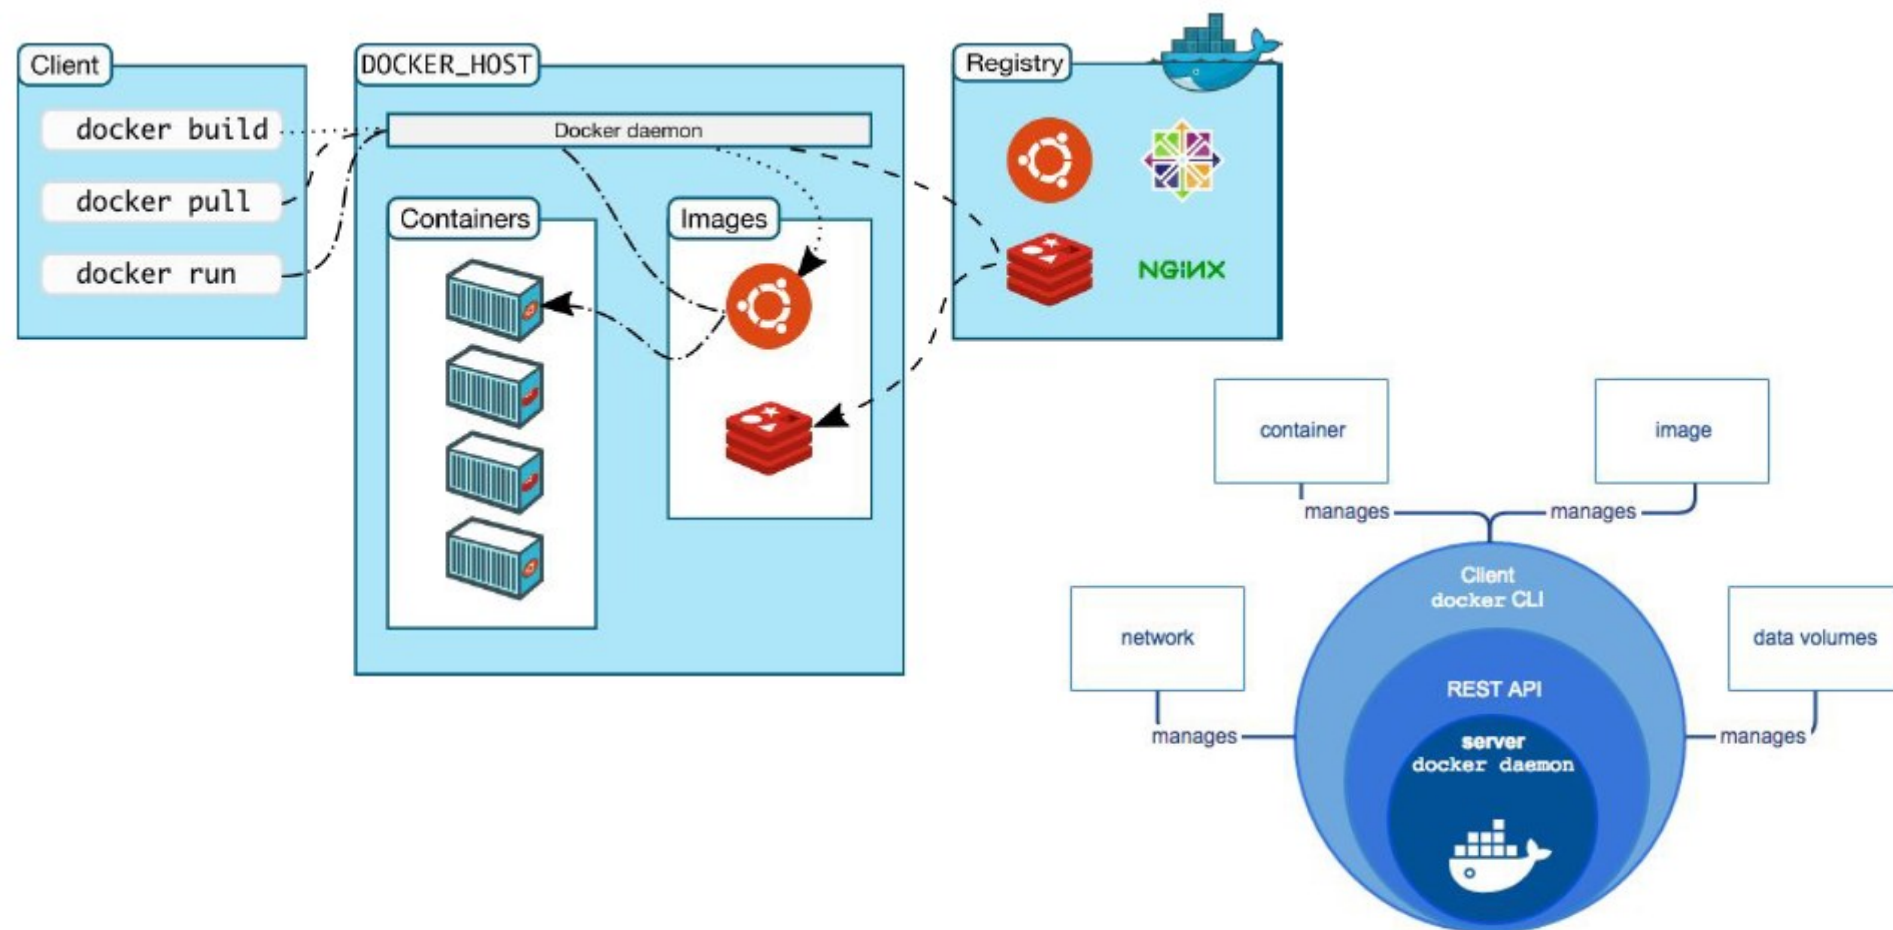 Client
docker build
docker pull
docker run
DOCKER_HOST
Docker daemon
Containers
Images
Registry
NGiNX
container
image
manages
manages
network
data volumes
manages
manages
Client
docker CLI
REST API
server
docker daemon